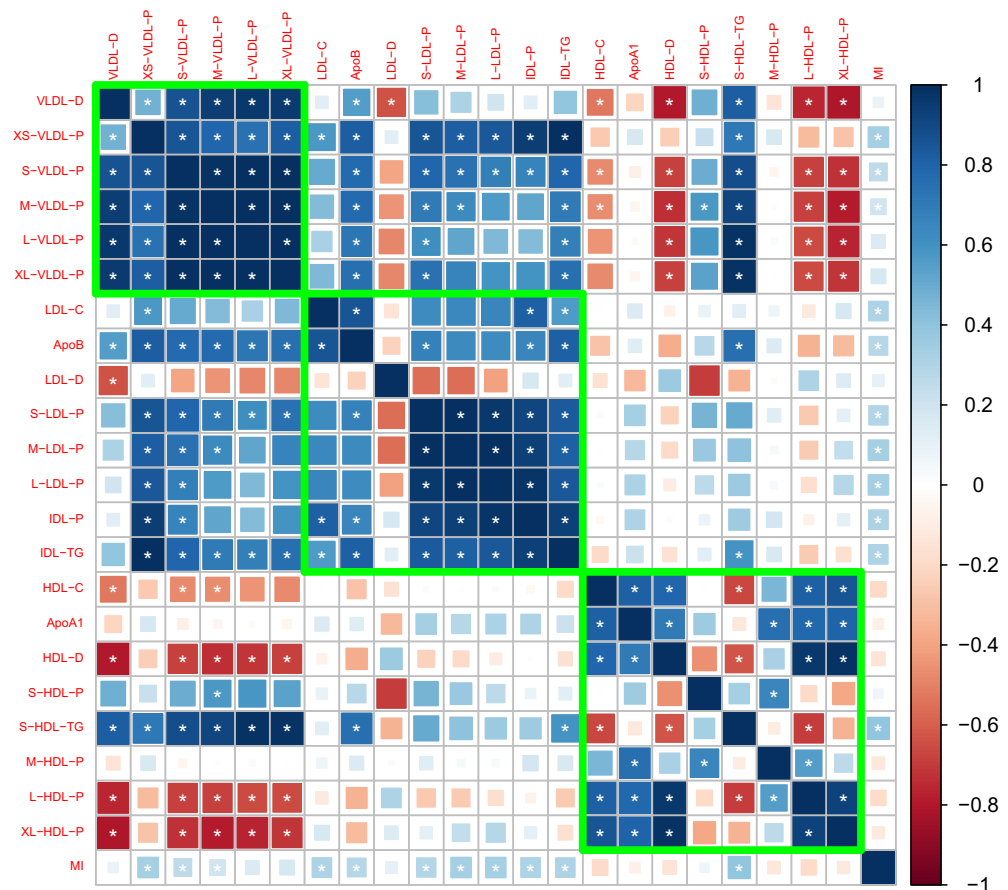 VLDL−D
XS−VLDL−P
S−VLDL−P
M−VLDL−P
L−VLDL−P
XL−VLDL−P
LDL−C
ApoB
LDL−D
S−LDL−P
M−LDL−P
L−LDL−P
IDL−P
IDL−TG
HDL−C
ApoA1
HDL−D
S−HDL−P
S−HDL−TG
M−HDL−P
L−HDL−P
XL−HDL−P
MI
VLDL−D
XS−VLDL−P
S−VLDL−P
M−VLDL−P
L−VLDL−P
XL−VLDL−P
LDL−C
ApoB
LDL−D
S−LDL−P
M−LDL−P
L−LDL−P
IDL−P
IDL−TG
HDL−C
ApoA1
HDL−D
S−HDL−P
S−HDL−TG
M−HDL−P
L−HDL−P
XL−HDL−P
MI
1
0.8
0.6
0.4
0.2
0
−0.2
−0.4
−0.6
−0.8
−1